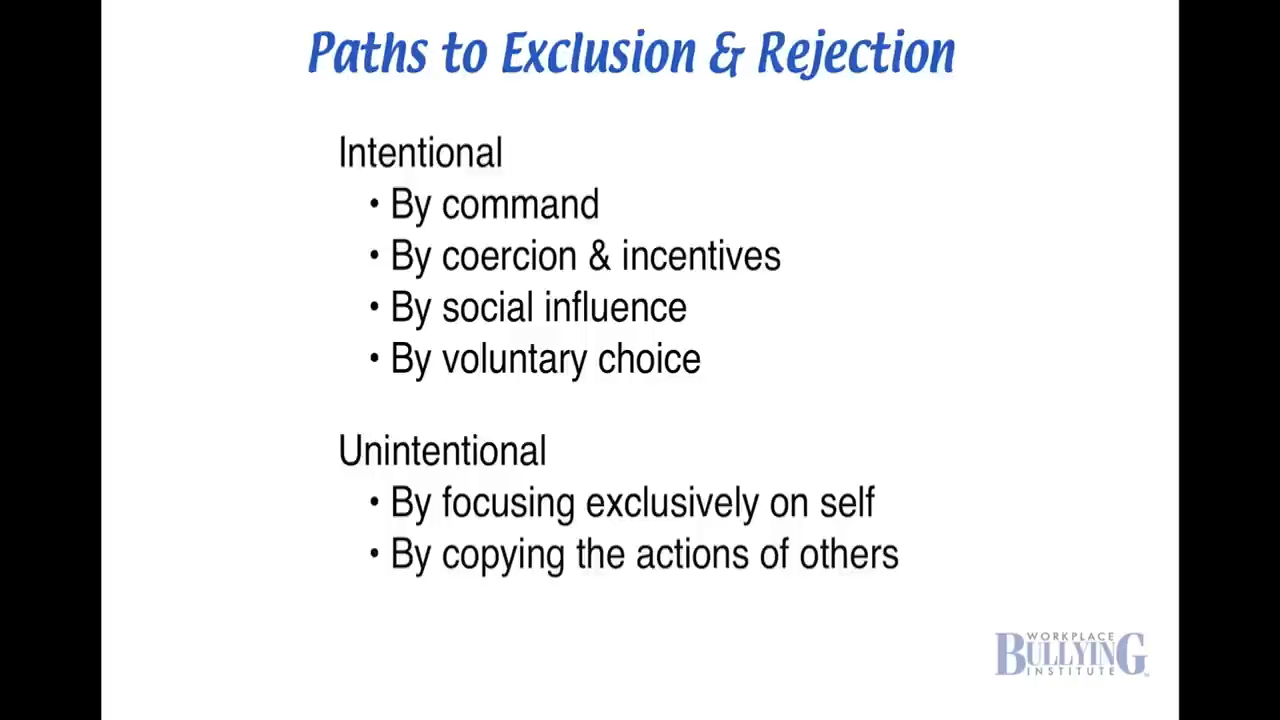 Paths to Exclusion & Rejection
Intentional
• By command
• By coercion & incentives
• By social influence
• By voluntary choice
Unintentional
• By focusing exclusively on self
• By copying the actions of others
WORKPLACE
BULLYING
INSTITUTE